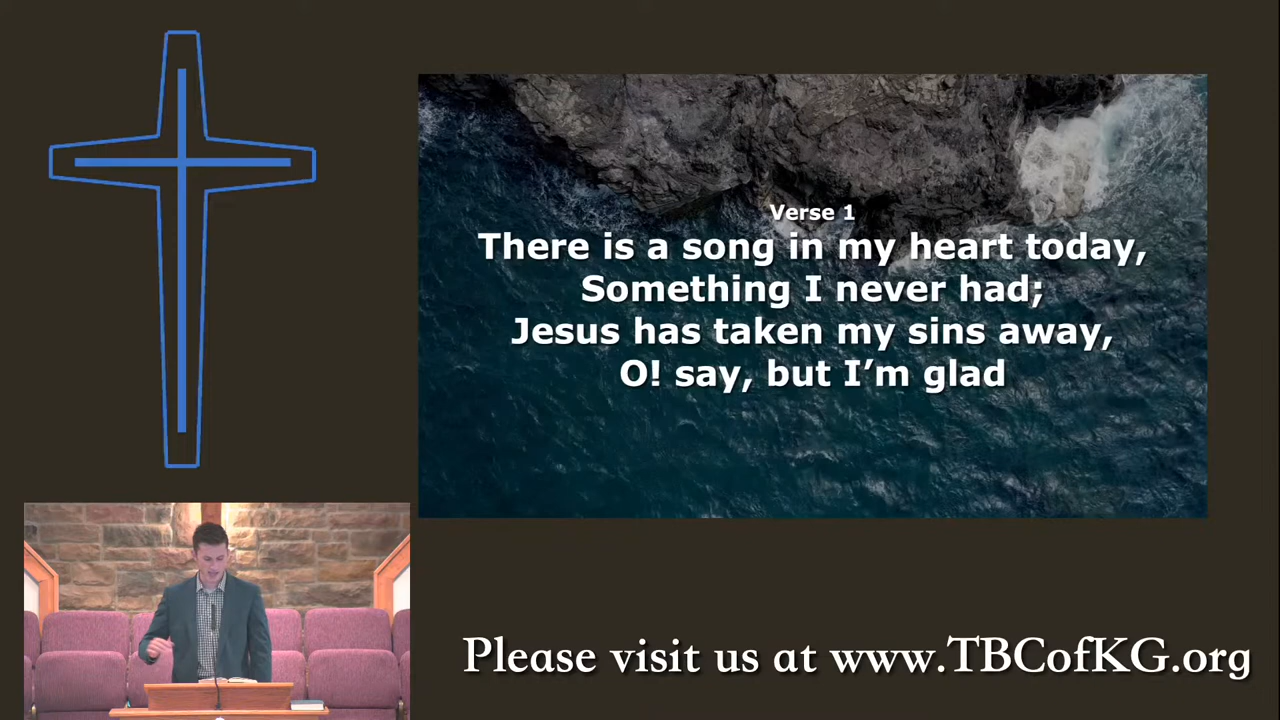 Verse 1
There is a song in my heart today,
Something I never had;
Jesus has taken my sins away,
O! say, but I’m glad
Please visit us at www.TBCofKG.org